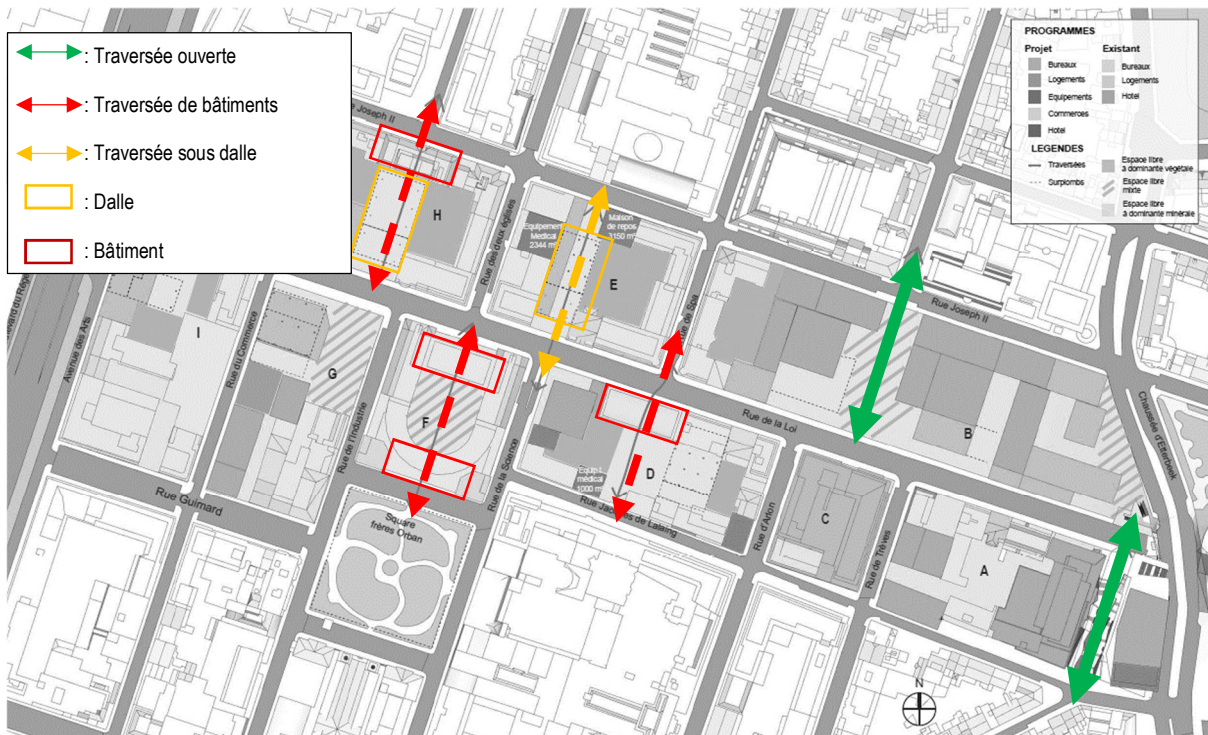 : Traversée ouverte
: Traversée de bâtiments
: Traversée sous dalle
: Dalle
: Bâtiment
PROGRAMMES
Projet
Existant
Bureaux
Logements
Equipements
Commerces
Hotel
Bureaux
Logements
Hotel
LEGENDES
Traversées
Surplombs
Espace libre
à dominante végétale
Espace libre
mixte
Espace libre
à dominante minérale
Joseph II
H
Rue des deux églises
Equipement
Medical
2344 m²
Maison
de repos
3150 m²
E
Rue de Spa
Rue Joseph II
Avenue des Arts
I
Rue du Commerce
G
Rue de l'Industrie
F
Rue de la Science
Rue de la Loi
B
Chaussée d'Etterbeek
D
Equip.t
médical
1000 m²
Rue Jacques de Lalaing
Rue d'Arlon
C
Rue de Trèves
A
Rue Guimard
Square
frères Orban
N